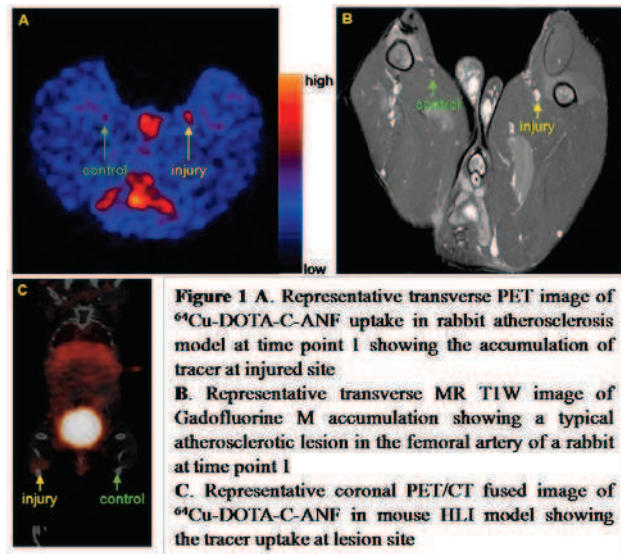 A
B
high
control
injury
control
injury
low
C
injury
control
Figure 1 A. Representative transverse PET image of
⁶⁴Cu-DOTA-C-ANF uptake in rabbit atherosclerosis
model at time point 1 showing the accumulation of
tracer at injured site
B. Representative transverse MR T1W image of
Gadofluorine M accumulation showing a typical
atherosclerotic lesion in the femoral artery of a rabbit
at time point 1
C. Representative coronal PET/CT fused image of
⁶⁴Cu-DOTA-C-ANF in mouse HLI model showing
the tracer uptake at lesion site